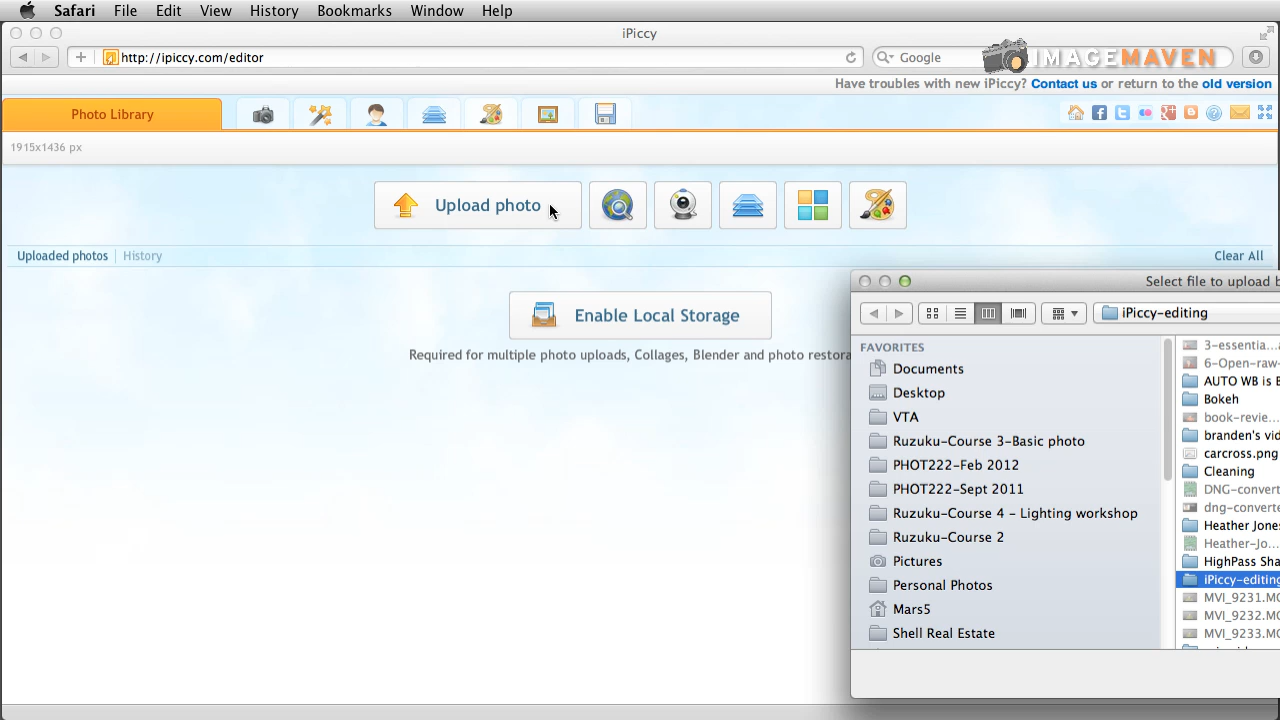 Safari File Edit View History Bookmarks Window Help
iPiccy
http://ipiccy.com/editor
Google
IMAGEMAVEN
Have troubles with new iPiccy? Contact us or return to the old version
Photo Library
1915x1436 px
Upload photo
Uploaded photos History Clear All
Enable Local Storage
Required for multiple photo uploads, Collages, Blender and photo restora
Select file to upload b
iPiccy-editing
FAVORITES
Documents
Desktop
VTA
Ruzuku-Course 3-Basic photo
PHOT222-Feb 2012
PHOT222-Sept 2011
Ruzuku-Course 4 - Lighting workshop
Ruzuku-Course 2
Pictures
Personal Photos
Mars5
Shell Real Estate
3-essentia...
6-Open-raw-
AUTO WB is B
Bokeh
book-revie...
branden's vid
carcross.png
Cleaning
DNG-convert
dng-converte
Heather Jones
Heather-Jo...
HighPass Sha
iPiccy-editing
MVI_9231.MO
MVI_9232.MO
MVI_9233.MO